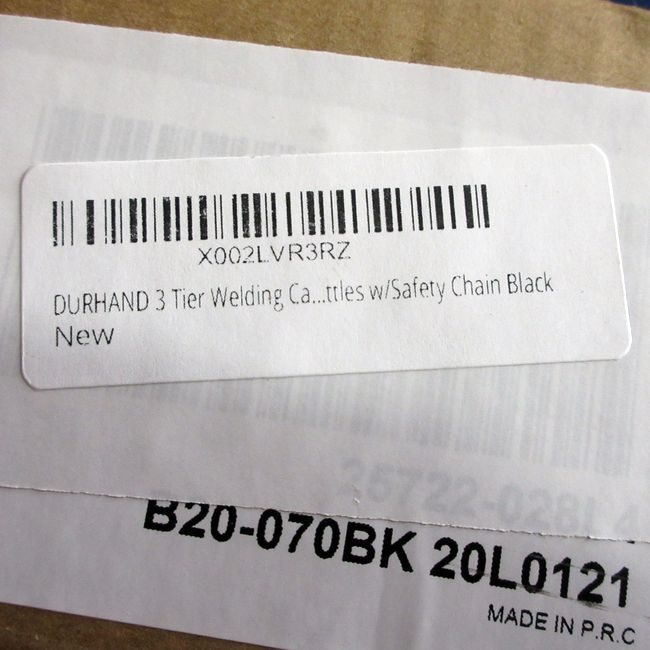 X002LVR3RZ
DURHAND 3 Tier Welding Ca...ttles w/Safety Chain Black
New
B20-070BK 20L0121
MADE IN P.R.C